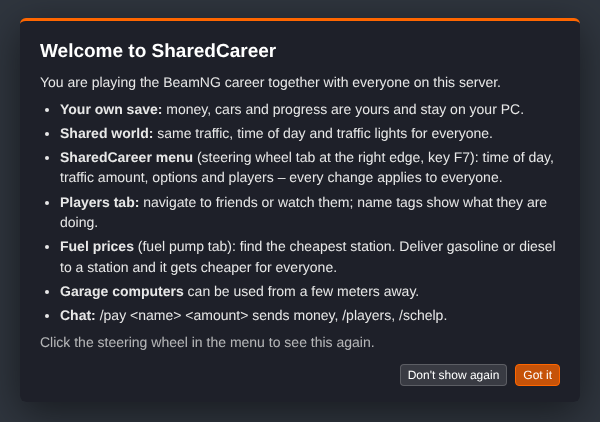 Welcome to SharedCareer
You are playing the BeamNG career together with everyone on this server.
• Your own save: money, cars and progress are yours and stay on your PC.
• Shared world: same traffic, time of day and traffic lights for everyone.
• SharedCareer menu (steering wheel tab at the right edge, key F7): time of day,
traffic amount, options and players – every change applies to everyone.
• Players tab: navigate to friends or watch them; name tags show what they are
doing.
• Fuel prices (fuel pump tab): find the cheapest station. Deliver gasoline or diesel
to a station and it gets cheaper for everyone.
• Garage computers can be used from a few meters away.
• Chat: /pay <name> <amount> sends money, /players, /schelp.
Click the steering wheel in the menu to see this again.
Don't show again
Got it